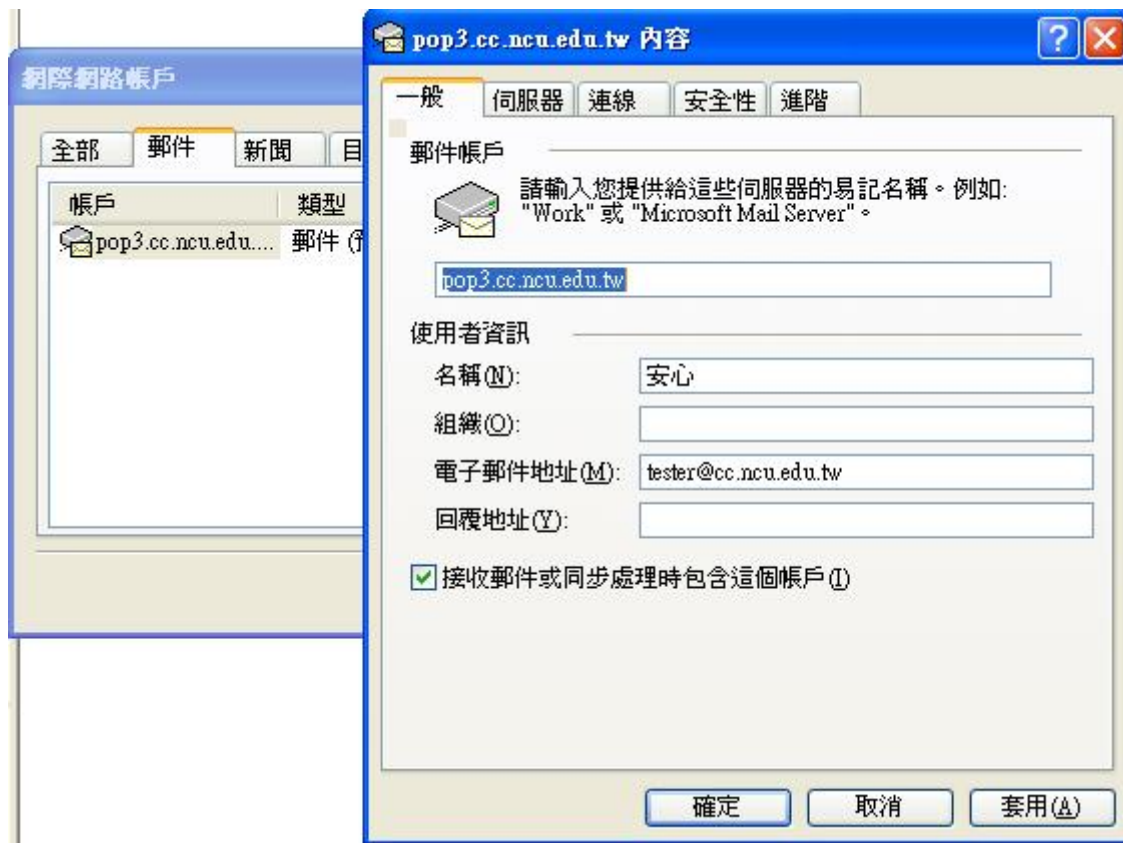 網際網路帳戶
全部 郵件 新聞 目
帳戶 類型
pop3.cc.ncu.edu.... 郵件
pop3.cc.ncu.edu.tw 內容
一般 伺服器 連線 安全性 進階
郵件帳戶
請輸入您提供給這些伺服器的易記名稱。例如:
"Work" 或 "Microsoft Mail Server"。
pop3.cc.ncu.edu.tw
使用者資訊
名稱(N): 安心
組織(O):
電子郵件地址(M): tester@cc.ncu.edu.tw
回覆地址(Y):
接收郵件或同步處理時包含這個帳戶(I)
確定 取消 套用(A)